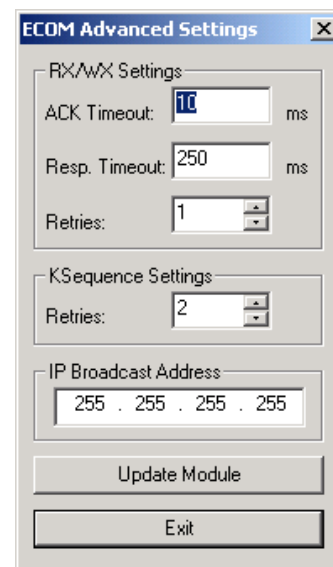 ECOM Advanced Settings
RX/WX Settings
ACK Timeout: 10 ms
Resp. Timeout: 250 ms
Retries: 1
KSequence Settings
Retries: 2
IP Broadcast Address
255 . 255 . 255 . 255
Update Module
Exit